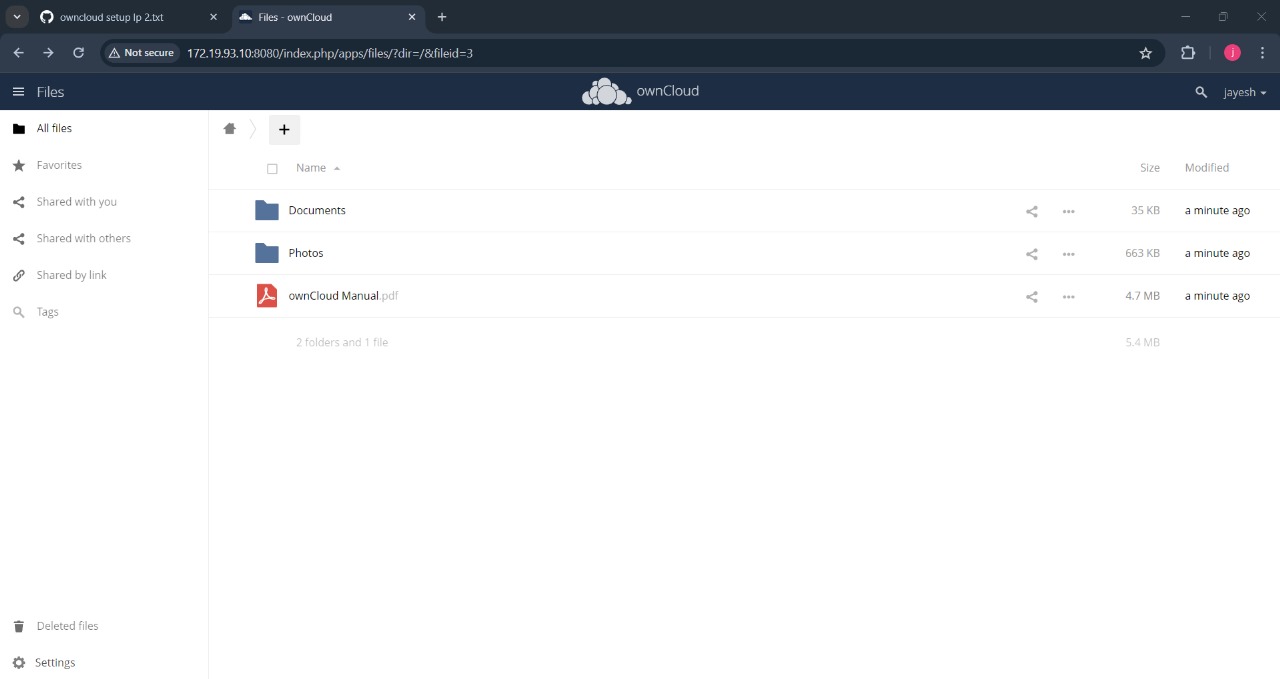 owncloud setup lp 2.txt
Files - ownCloud
Not secure 172.19.93.10:8080/index.php/apps/files/?dir=/&fileid=3
j
Files
ownCloud
jayesh
All files
Favorites
Shared with you
Shared with others
Shared by link
Tags
Deleted files
Settings
Name Size Modified
Documents 35 KB a minute ago
Photos 663 KB a minute ago
ownCloud Manual.pdf 4.7 MB a minute ago
2 folders and 1 file 5.4 MB